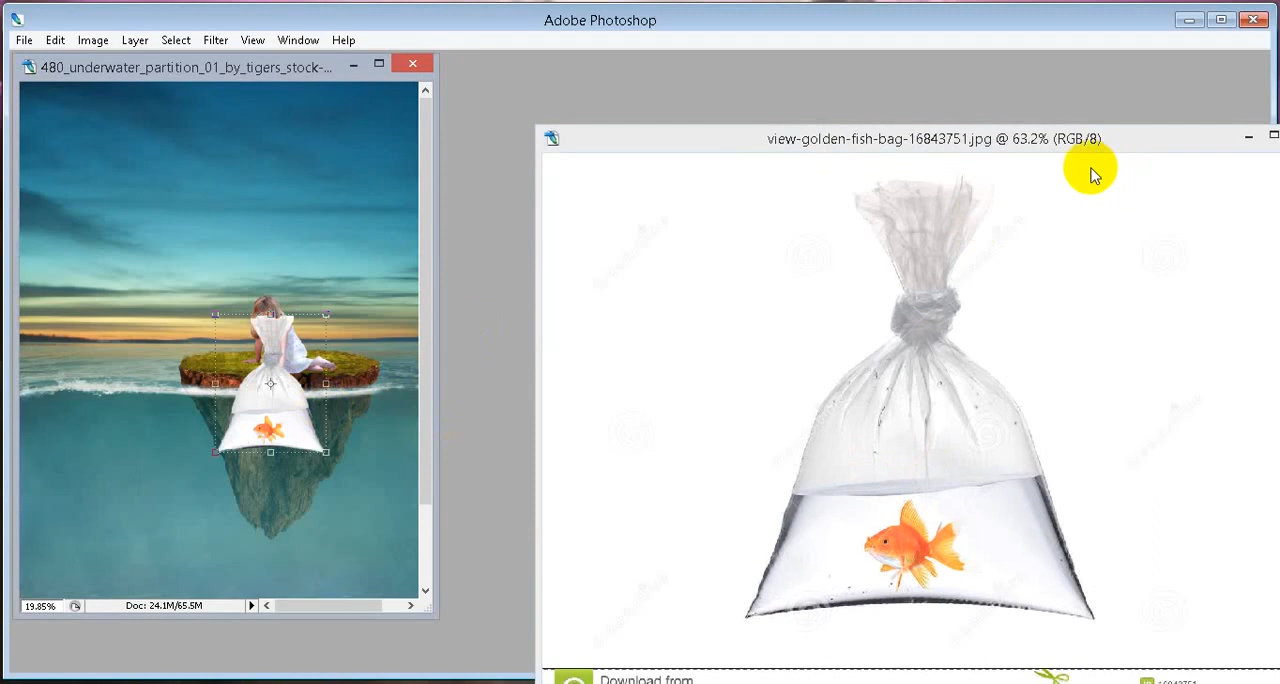 Adobe Photoshop
File Edit Image Layer Select Filter View Window Help
480_underwater_partition_01_by_tigers_stock-...
view-golden-fish-bag-16843751.jpg @ 63.2% (RGB/8)
19.85% Doc: 24.1M/65.5M
Download from
16843751